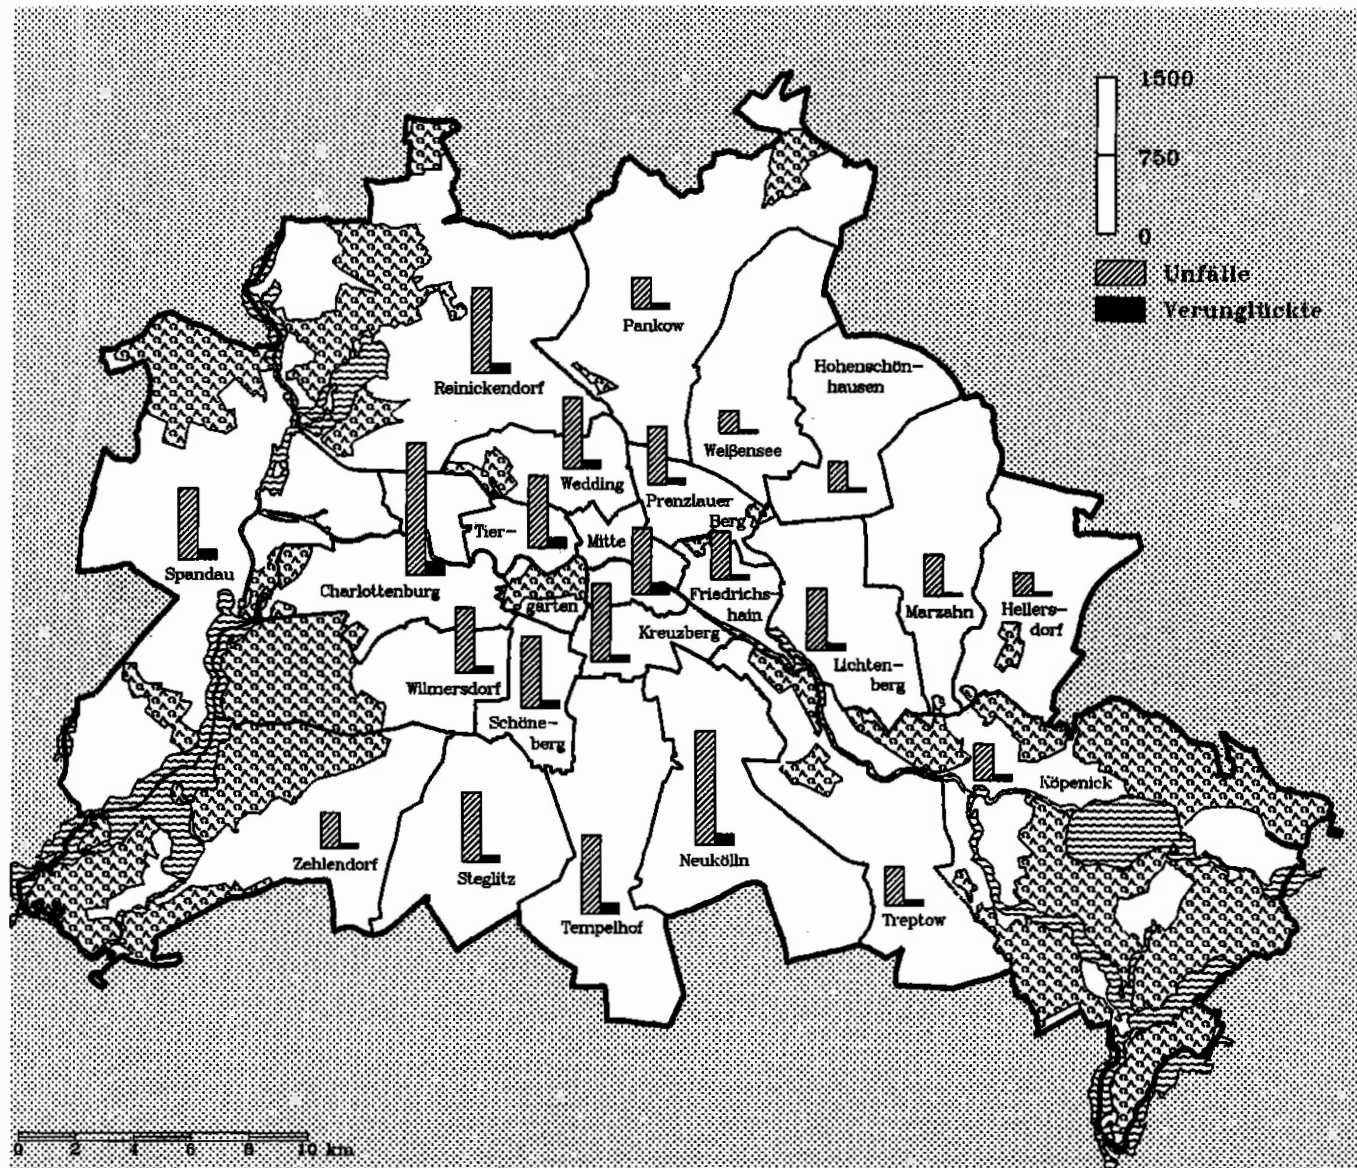 1500
750
0
Unfälle
Verunglückte
Pankow
Reinickendorf
Hohenschön-
hausen
Weißensee
Wedding
Prenzlauer
Berg
Tier-
garten
Mitte
Spandau
Charlottenburg
Friedrichs-
hain
Marzahn
Hellers-
dorf
Kreuzberg
Lichten-
berg
Wilmersdorf
Schöne-
berg
Köpenick
Zehlendorf
Steglitz
Neukölln
Tempelhof
Treptow
0 2 4 6 8 10 km